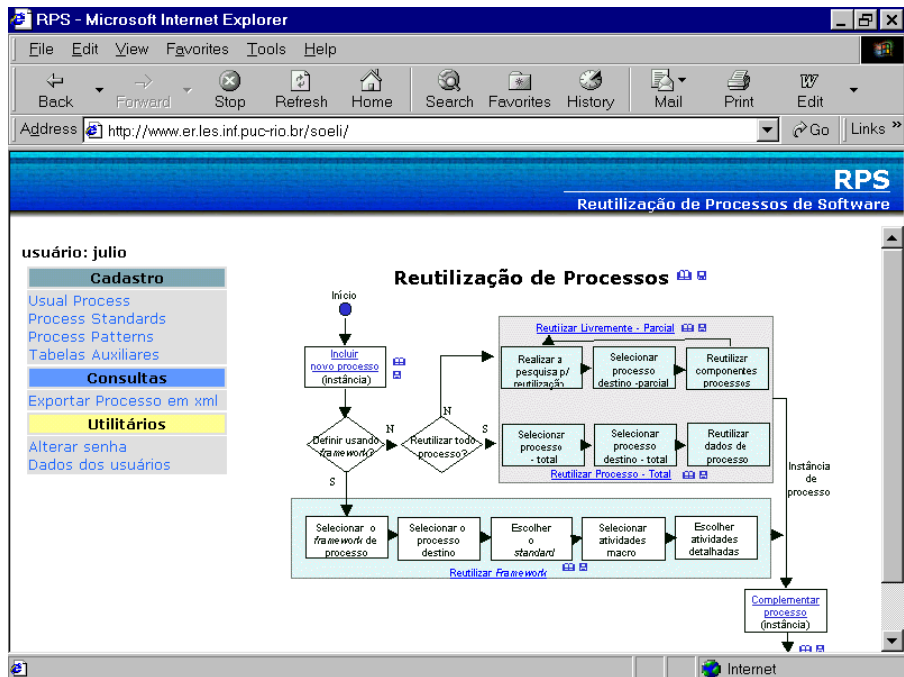 RPS - Microsoft Internet Explorer
File Edit View Favorites Tools Help
Back Forward Stop Refresh Home Search Favorites History Mail Print Edit
Address http://www.er.les.inf.puc-rio.br/soeli/ Go Links »
RPS
Reutilização de Processos de Software
usuário: julio
Cadastro
Usual Process
Process Standards
Process Patterns
Tabelas Auxiliares
Consultas
Exportar Processo em xml
Utilitários
Alterar senha
Dados dos usuários
Reutilização de Processos
Início
Incluir
novo processo
(instância)
Definir usando
framework?
N
S
Reutilizar todo
processo?
N
S
Reutiizar Livremente - Parcial
Realizar a
pesquisa p/
reutilização
Selecionar
processo
destino -parcial
Reutilizar
componentes
processos
Selecionar
processo
- total
Selecionar
processo
destino - total
Reutilizar
dados de
processo
Reutilizar Processo - Total
Instância
de
processo
Selecionar o
framework de
processo
Selecionar o
processo
destino
Escolher
o
standard
Selecionar
atividades
macro
Escolher
atividades
detalhadas
Reutilizar Framework
Complementar
processo
(instância)
Internet